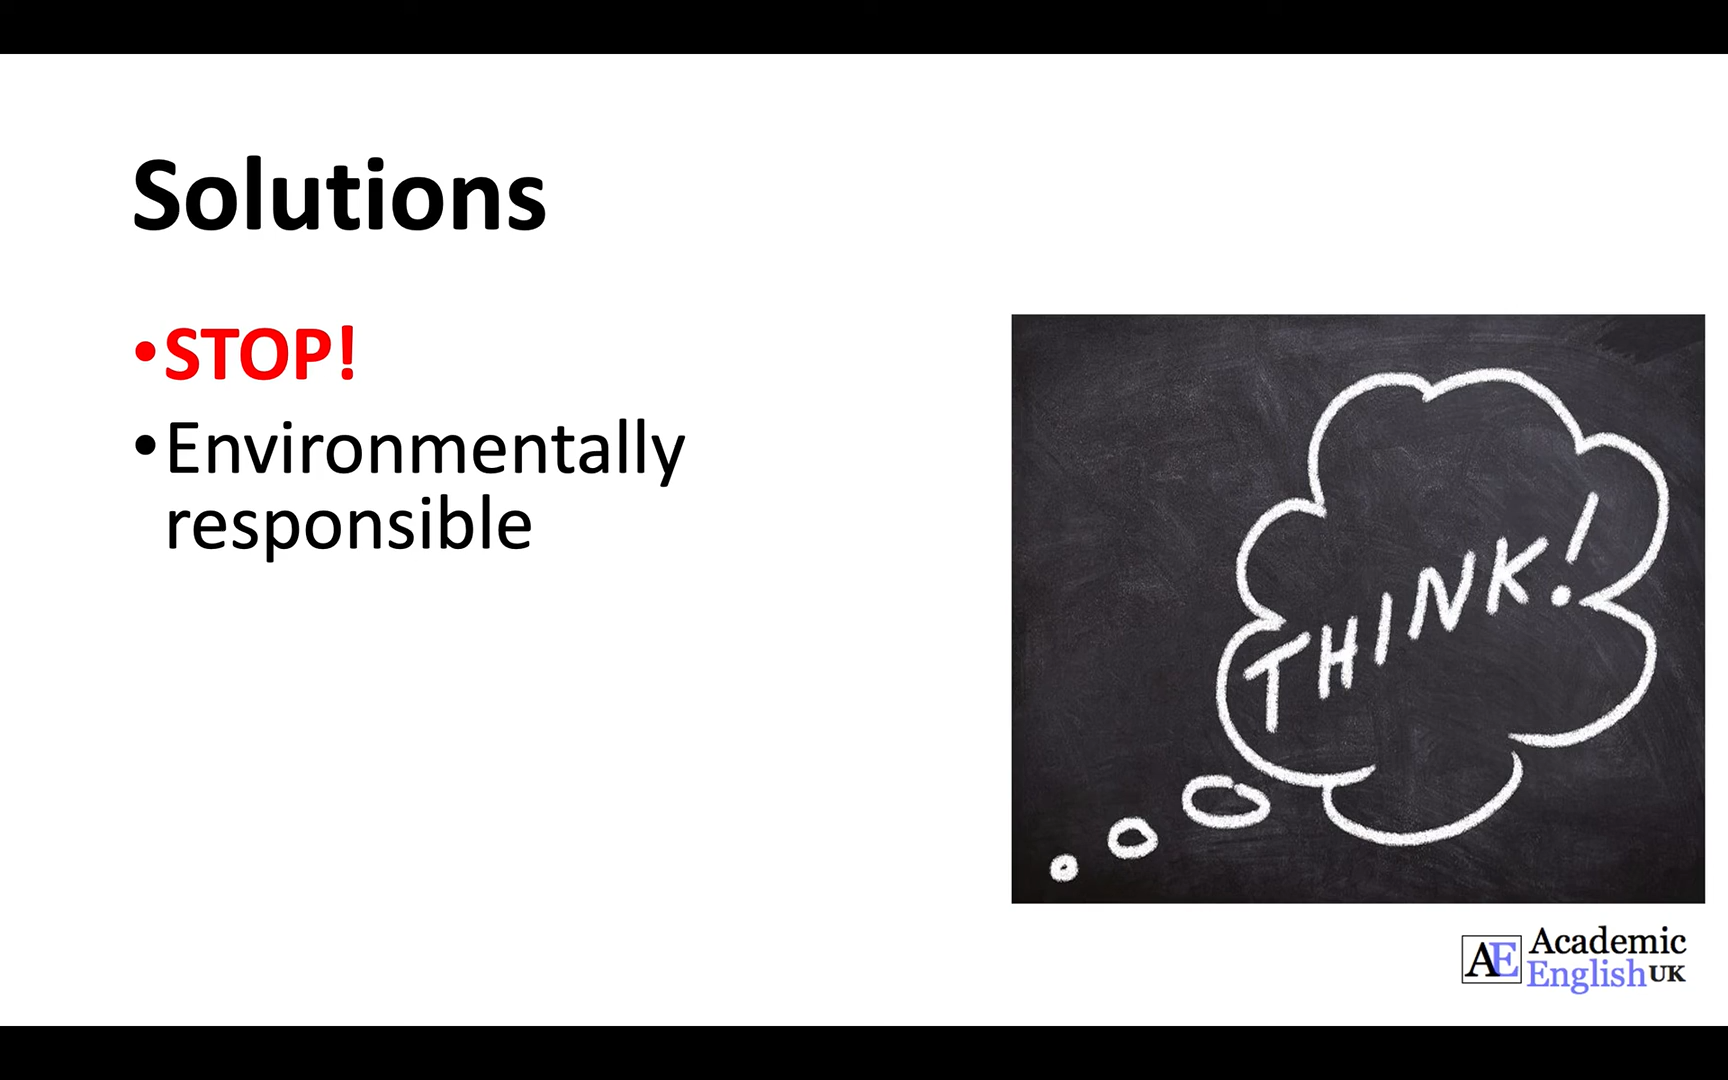 Solutions
•STOP!
•Environmentally
responsible
THINK!
AE Academic
English UK